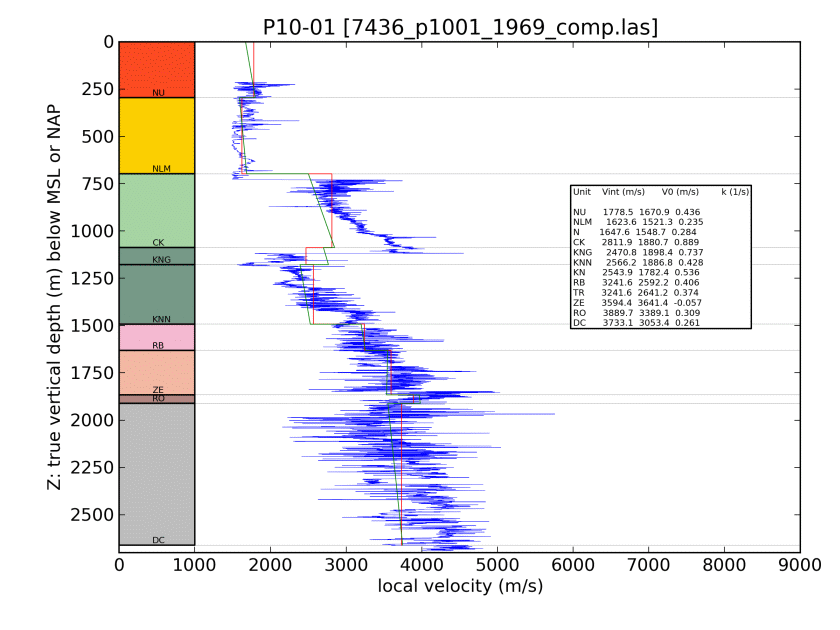 P10-01 [7436_p1001_1969_comp.las]
Z: true vertical depth (m) below MSL or NAP
0
250
500
750
1000
1250
1500
1750
2000
2250
2500
NU
NLM
CK
KNG
KNN
RB
ZE
RO
DC
Unit Vint (m/s) V0 (m/s) k (1/s)
NU 1778.5 1670.9 0.436
NLM 1623.6 1521.3 0.235
N 1647.6 1548.7 0.284
CK 2811.9 1880.7 0.889
KNG 2470.8 1898.4 0.737
KNN 2566.2 1886.8 0.428
KN 2543.9 1782.4 0.536
RB 3241.6 2592.2 0.406
TR 3241.6 2641.2 0.374
ZE 3594.4 3641.4 -0.057
RO 3889.7 3389.1 0.309
DC 3733.1 3053.4 0.261
0 1000 2000 3000 4000 5000 6000 7000 8000 9000
local velocity (m/s)